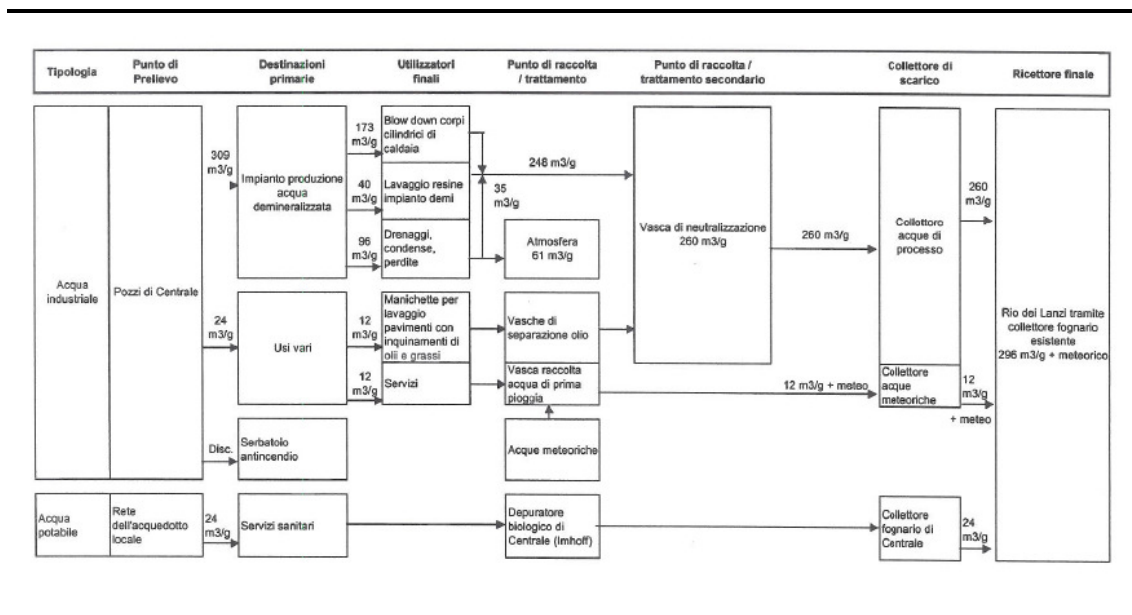 Tipologia
Punto di
Prelievo
Destinazioni
primarie
Utilizzatori
finali
Punto di raccolta
/ trattamento
Punto di raccolta /
trattamento secondario
Collettore di
scarico
Ricettore finale
Acqua
industriale
Pozzi di Centrale
309
m3/g
Impianto produzione
acqua
demineralizzata
173
m3/g
Blow down corpi
cilindrici di
caldaia
40
m3/g
Lavaggio resine
impianto demi
96
m3/g
Drenaggi,
condense,
perdite
248 m3/g
35
m3/g
Atmosfera
61 m3/g
Vasca di neutralizzazione
260 m3/g
260 m3/g
Collettore
acque di
processo
260
m3/g
24
m3/g
Usi vari
12
m3/g
Manichette per
lavaggio
pavimenti con
inquinamenti di
olii e grassi
Vasche di
separazione olio
12
m3/g
Servizi
Vasca raccolta
acqua di prima
pioggia
12 m3/g + meteo
Collettore
acque
meteoriche
12
m3/g
+ meteo
Rio dei Lanzi tramite
collettore fognario
esistente
296 m3/g + meteorico
Disc.
Serbatoio
antincendio
Acque meteoriche
Acqua
potabile
Rete
dell'acquedotto
locale
24
m3/g
Servizi sanitari
Depuratore
biologico di
Centrale (Imhoff)
Collettore
fognario di
Centrale
24
m3/g